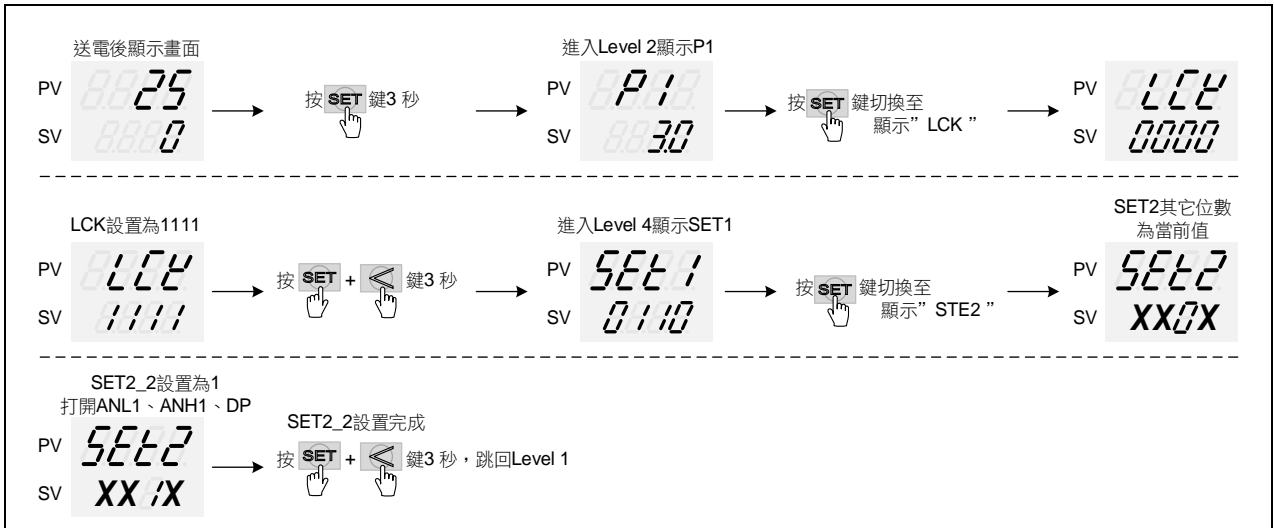 送電後顯示畫面
PV 25
SV 0
按 SET 鍵3 秒
進入Level 2顯示P1
PV P1
SV 3.0
按 SET 鍵切換至
顯示”LCK ”
PV LCK
SV 0000
LCK設置為1111
PV LCK
SV 1111
按 SET + < 鍵3 秒
進入Level 4顯示SET1
PV SEt1
SV 0110
按 SET 鍵切換至
顯示”STE2 ”
SET2其它位數
為當前值
PV SEt2
SV XX0X
SET2_2設置為1
打開ANL1、ANH1、DP
PV SEt2
SV XX1X
SET2_2設置完成
按 SET + < 鍵3 秒，跳回Level 1